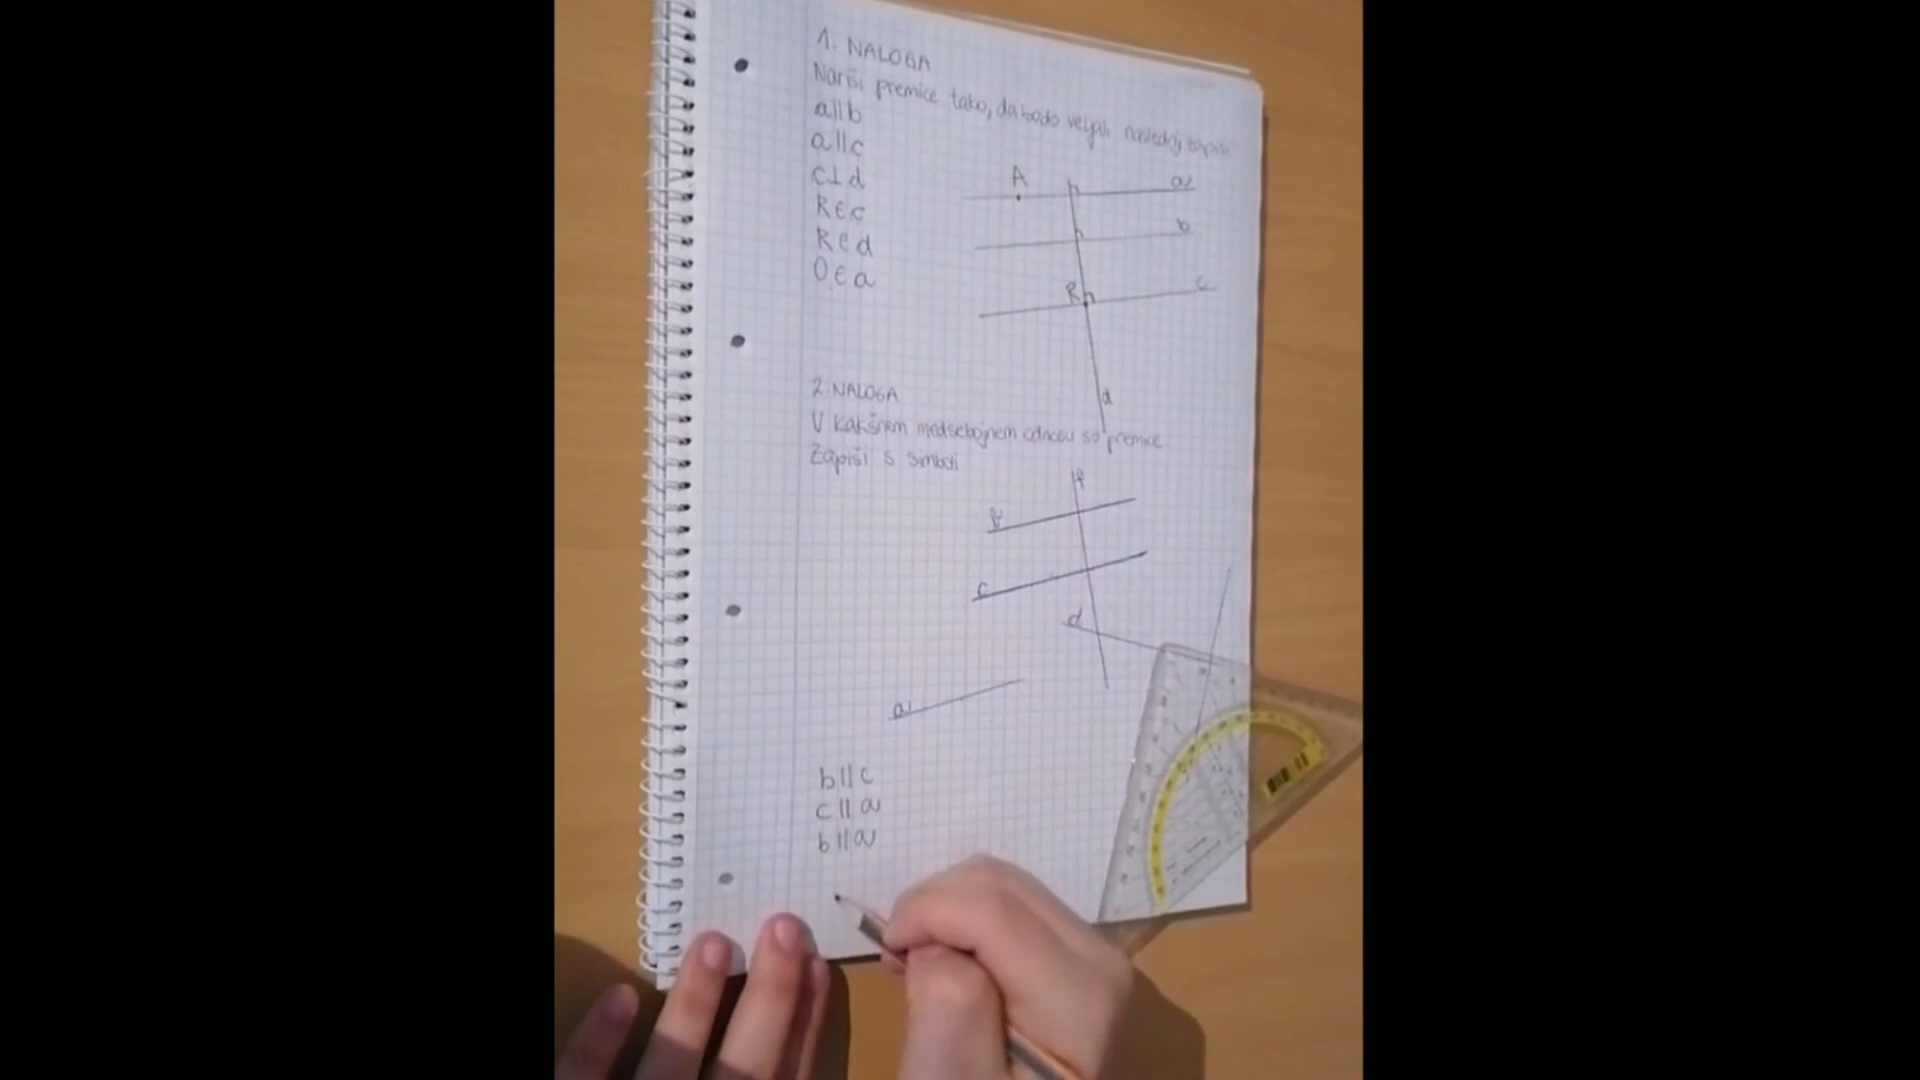 1. NALOGA
Nariši premice tako, da bodo veljali naslednji zapisi
a||b
a||c
c⊥d
R∈c
R∈d
O∈a
A
a
b
R
c
d
2. NALOGA
V kakšnem medsebojnem odnosu so premice
Zapiši s simboli
f
b
c
d
a
b||c
c||a
b||a